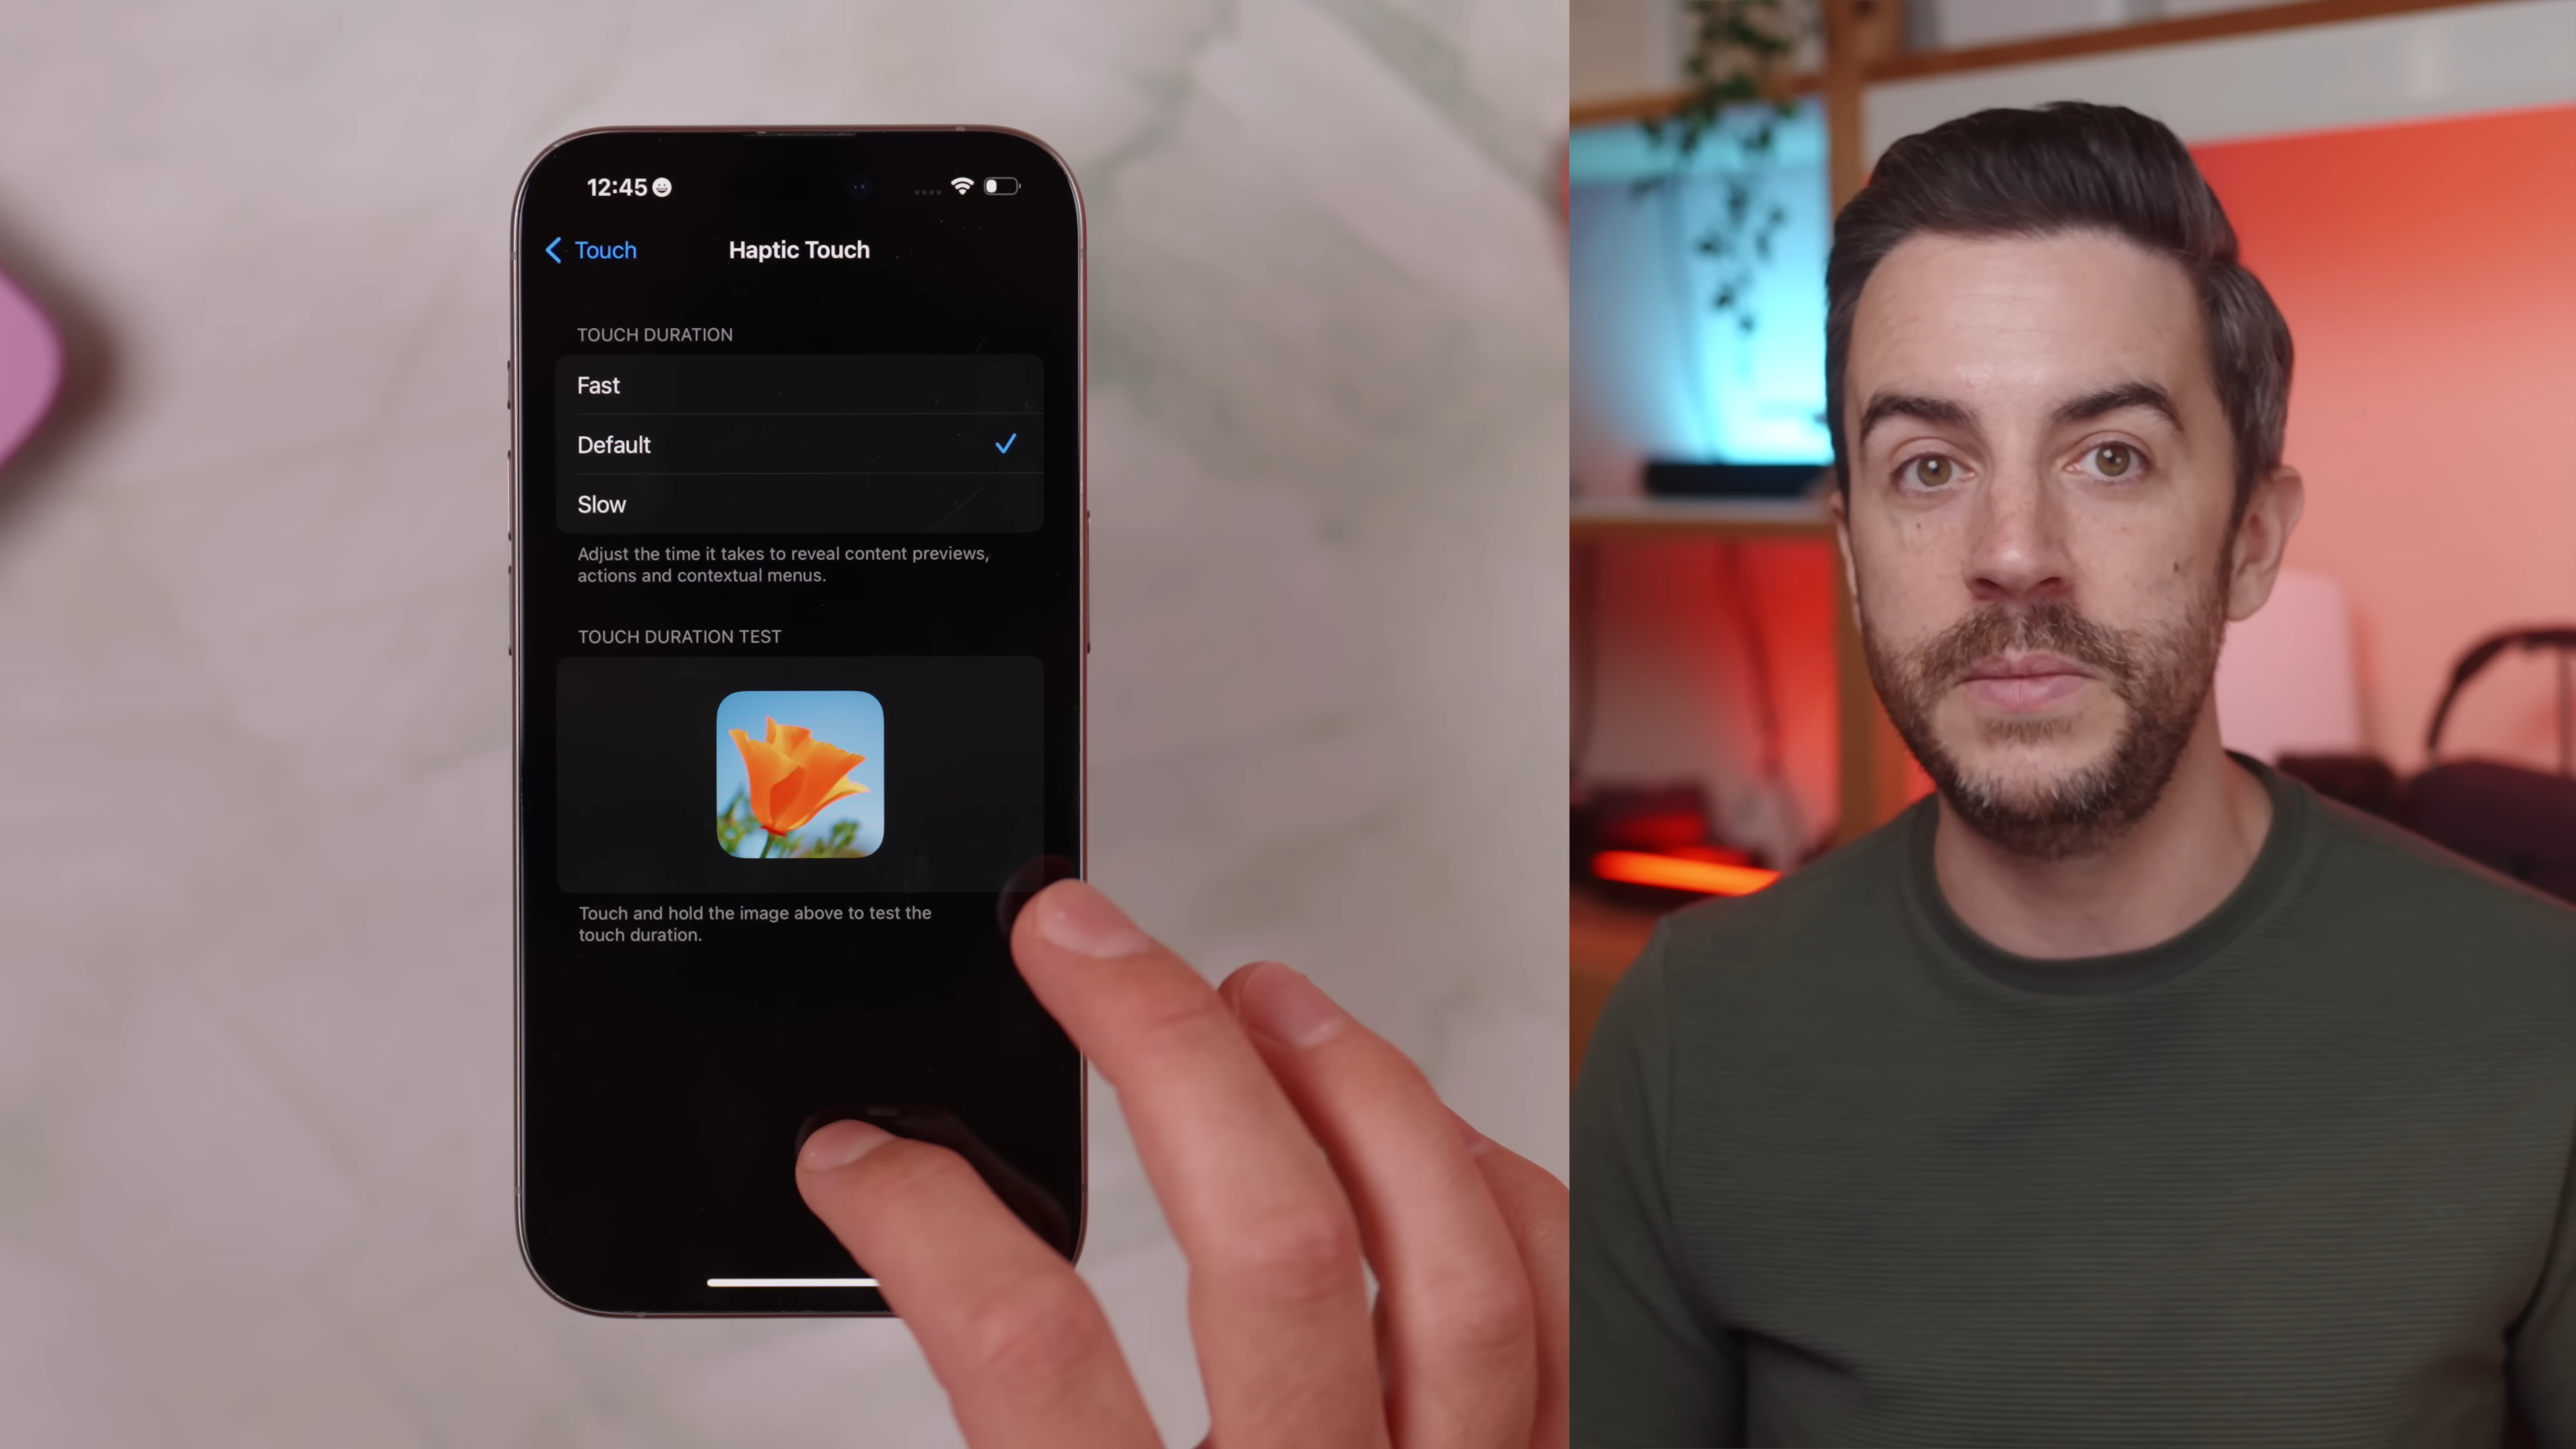 12:45
Touch
Haptic Touch
TOUCH DURATION
Fast
Default
Slow
Adjust the time it takes to reveal content previews,
actions and contextual menus.
TOUCH DURATION TEST
Touch and hold the image above to test the
touch duration.